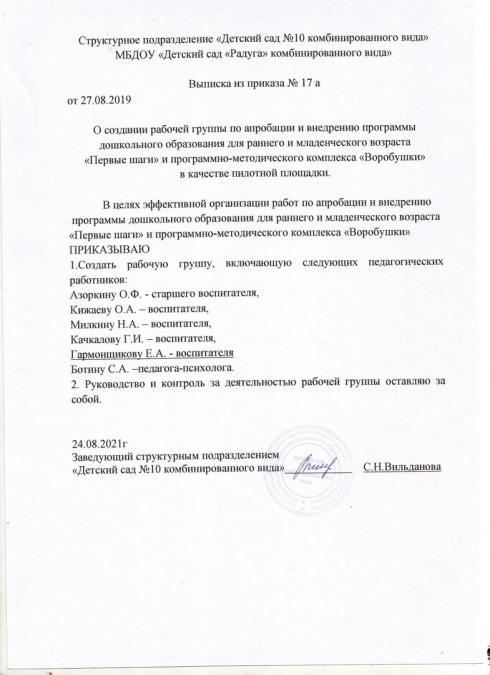 Структурное подразделение «Детский сад №10 комбинированного вида»
МБДОУ «Детский сад «Радуга» комбинированного вида»
Выписка из приказа № 17 а
от 27.08.2019
О создании рабочей группы по апробации и внедрению программы
дошкольного образования для раннего и младенческого возраста
«Первые шаги» и программно-методического комплекса «Воробушки»
в качестве пилотной площадки.
В целях эффективной организации работ по апробации и внедрению
программы дошкольного образования для раннего и младенческого возраста
«Первые шаги» и программно-методического комплекса «Воробушки»
ПРИКАЗЫВАЮ
1.Создать рабочую группу, включающую следующих педагогических
работников:
Азоркину О.Ф. - старшего воспитателя,
Кижаеву О.А. – воспитателя,
Милкину Н.А. – воспитателя,
Качкалову Г.И. – воспитателя,
Гармонщикову Е.А. - воспитателя
Ботину С.А. –педагога-психолога.
2. Руководство и контроль за деятельностью рабочей группы оставляю за
собой.
24.08.2021г
Заведующий структурным подразделением
«Детский сад №10 комбинированного вида» С.Н.Вильданова